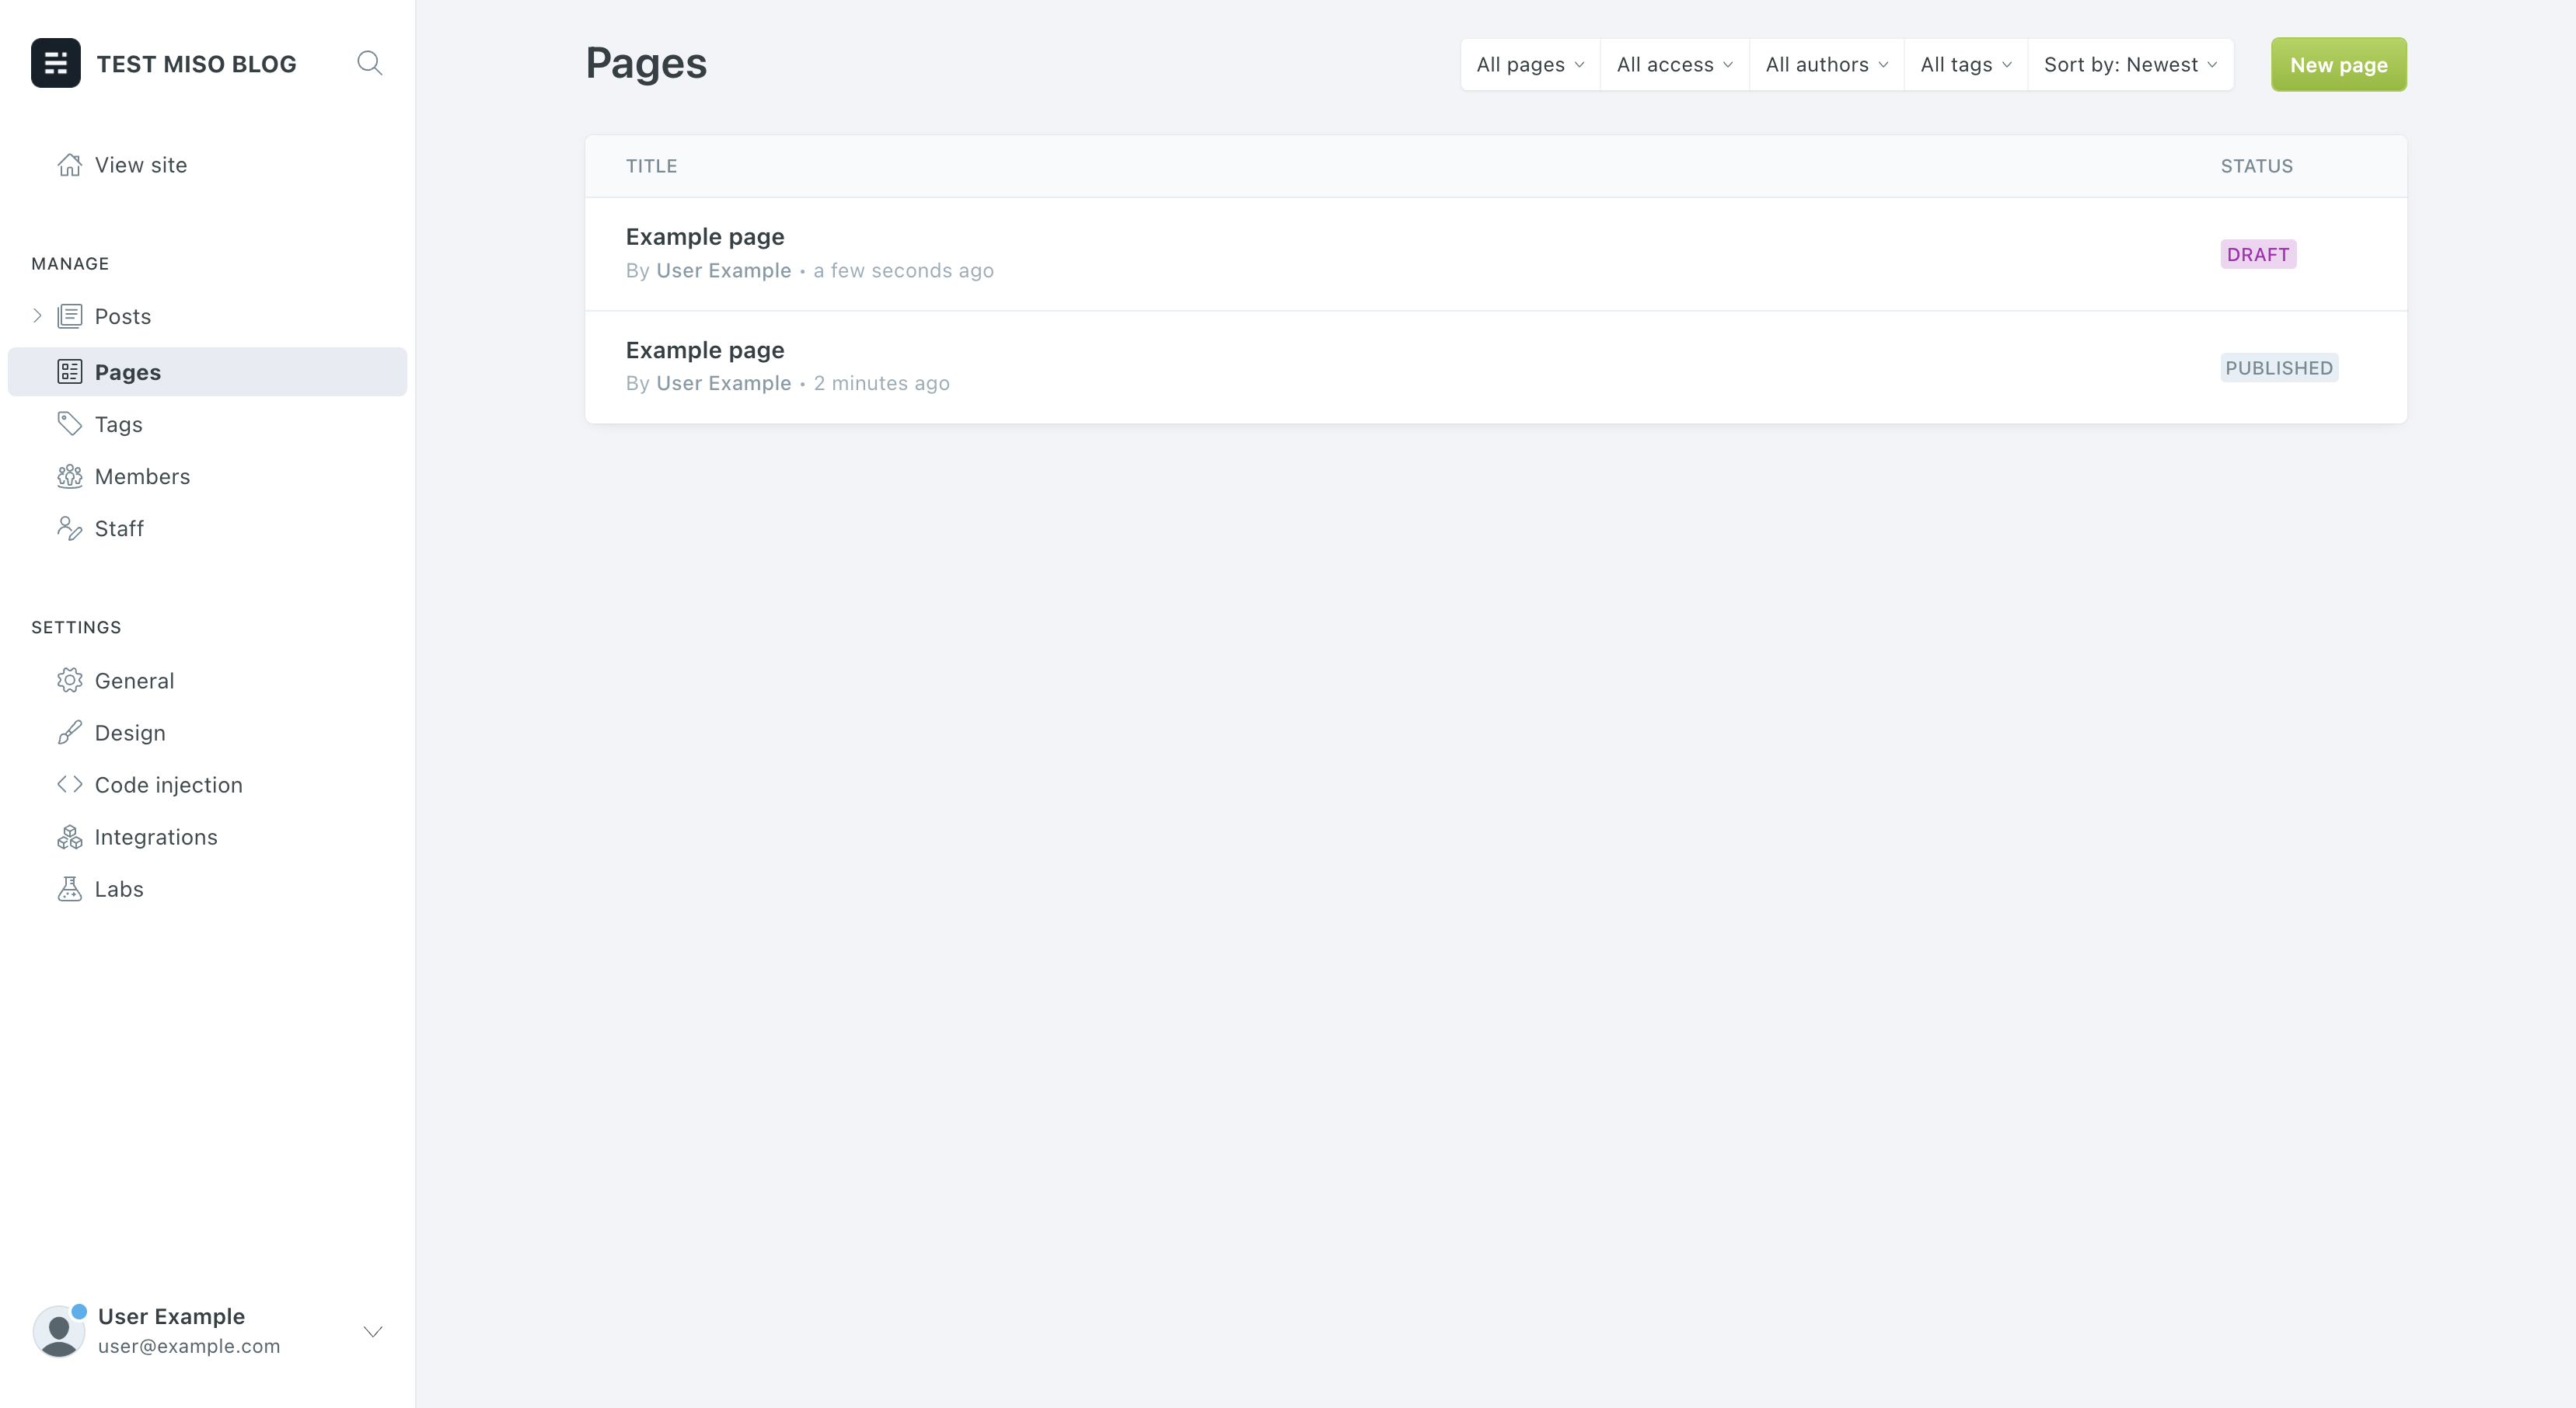 TEST MISO BLOG
View site
MANAGE
Posts
Pages
Tags
Members
Staff
SETTINGS
General
Design
Code injection
Integrations
Labs
User Example
user@example.com
Pages
All pages
All access
All authors
All tags
Sort by: Newest
New page
TITLE
STATUS
Example page
By User Example • a few seconds ago
DRAFT
Example page
By User Example • 2 minutes ago
PUBLISHED